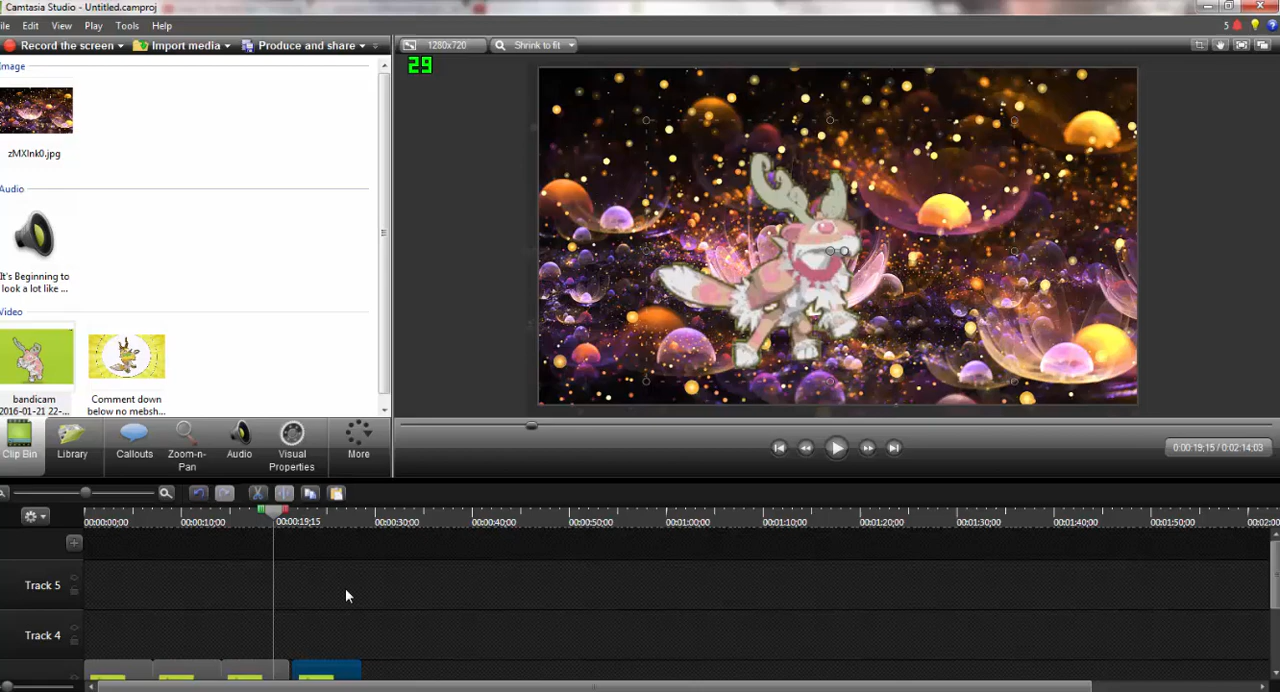 Camtasia Studio - Untitled.camproj
ile Edit View Play Tools Help
5
Record the screen Import media Produce and share
1280x720 Shrink to fit
29
Image
zMXInk0.jpg
Audio
It's Beginning to
look a lot like ...
Video
bandicam
2016-01-21 22-...
Comment down
below no mebsh...
Clip Bin Library Callouts Zoom-n-Pan Audio Visual Properties More
0:00:19;15 / 0:02:14;03
00:00:00;00 00:00:10;00 00:00:19;15 00:00:30;00 00:00:40;00 00:00:50;00 00:01:00;00 00:01:10;00 00:01:20;00 00:01:30;00 00:01:40;00 00:01:50;00 00:02:00
Track 5
Track 4